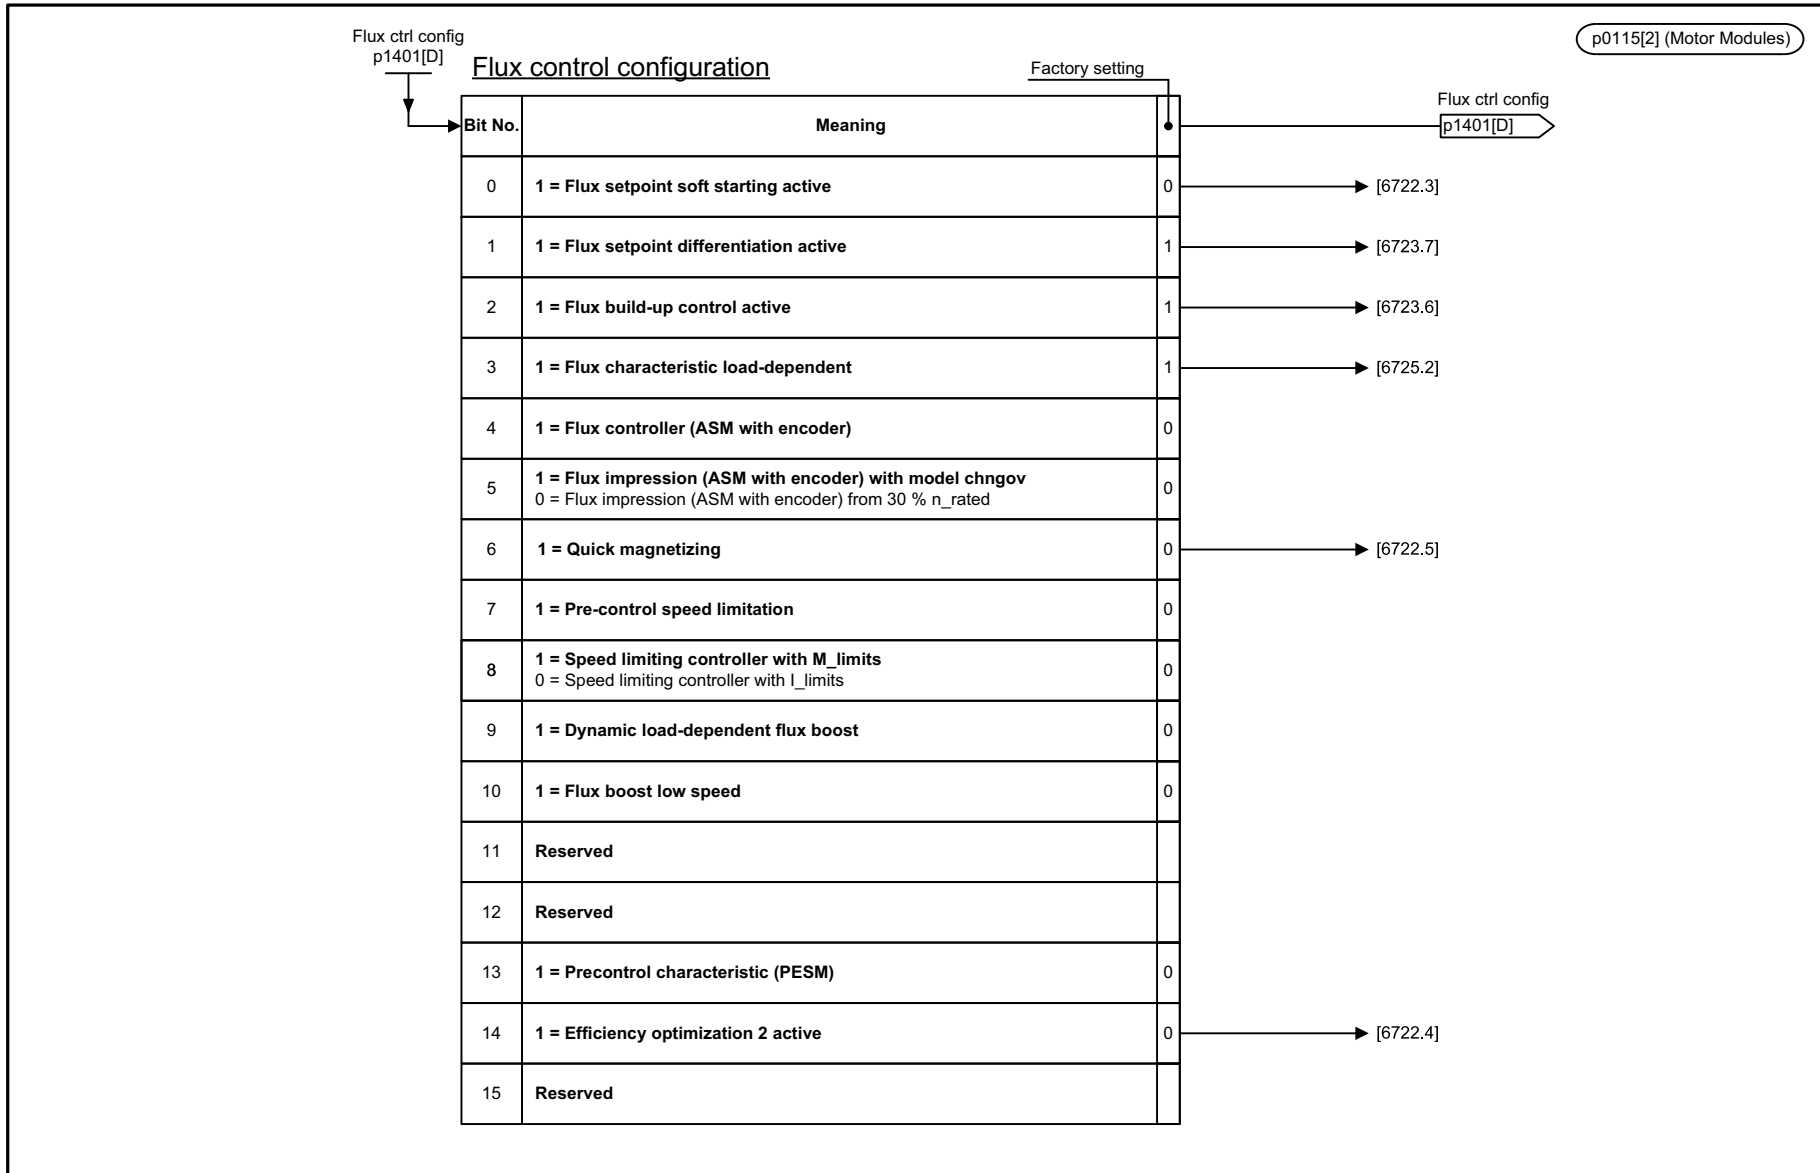 Flux ctrl config
p1401[D]
p0115[2] (Motor Modules)
Flux control configuration
Factory setting
Flux ctrl config
p1401[D]
Bit No. Meaning
0 1 = Flux setpoint soft starting active 0 [6722.3]
1 1 = Flux setpoint differentiation active 1 [6723.7]
2 1 = Flux build-up control active 1 [6723.6]
3 1 = Flux characteristic load-dependent 1 [6725.2]
4 1 = Flux controller (ASM with encoder) 0
5 1 = Flux impression (ASM with encoder) with model chngov
0 = Flux impression (ASM with encoder) from 30 % n_rated 0
6 1 = Quick magnetizing 0 [6722.5]
7 1 = Pre-control speed limitation 0
8 1 = Speed limiting controller with M_limits
0 = Speed limiting controller with I_limits 0
9 1 = Dynamic load-dependent flux boost 0
10 1 = Flux boost low speed 0
11 Reserved
12 Reserved
13 1 = Precontrol characteristic (PESM) 0
14 1 = Efficiency optimization 2 active 0 [6722.4]
15 Reserved